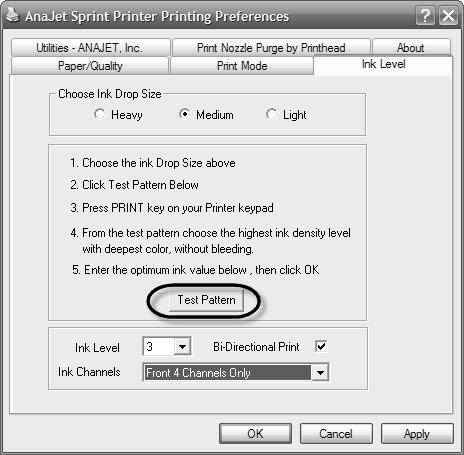 AnaJet Sprint Printer Printing Preferences
Utilities - ANAJET, Inc. Print Nozzle Purge by Printhead About
Paper/Quality Print Mode Ink Level
Choose Ink Drop Size
Heavy Medium Light
1. Choose the ink Drop Size above
2. Click Test Pattern Below
3. Press PRINT key on your Printer keypad
4. From the test pattern choose the highest ink density level
with deepest color, without bleeding.
5. Enter the optimum ink value below , then click OK
Test Pattern
Ink Level 3 Bi-Directional Print
Ink Channels Front 4 Channels Only
OK Cancel Apply